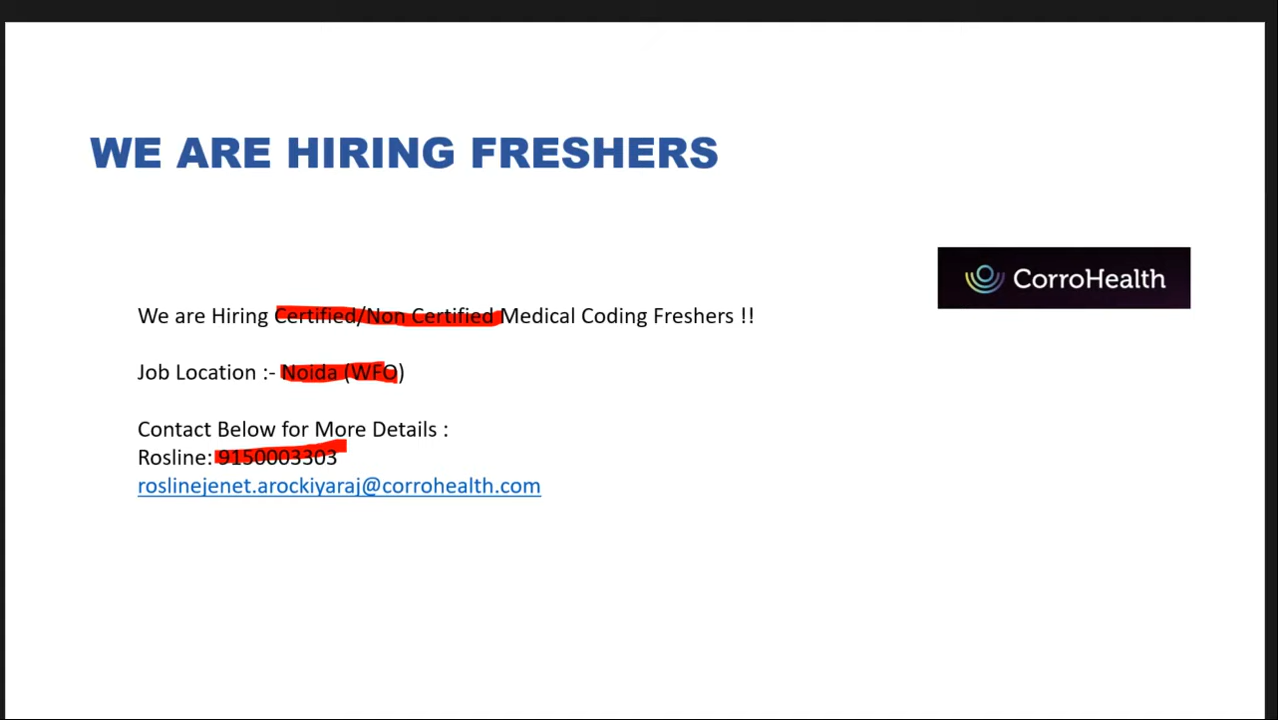 WE ARE HIRING FRESHERS
CorroHealth
We are Hiring Certified/Non Certified Medical Coding Freshers !!
Job Location :- Noida (WFO)
Contact Below for More Details :
Rosline: 9150003303
roslinejenet.arockiyaraj@corrohealth.com